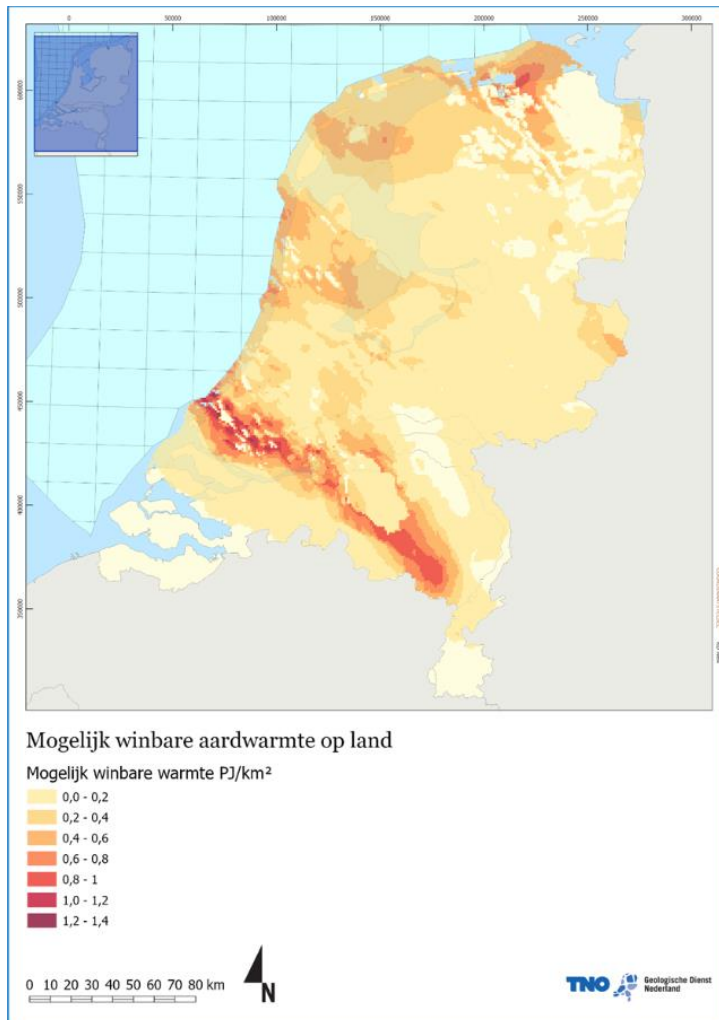 0 50000 100000 150000 200000 250000 300000
600000
550000
500000
450000
400000
350000
Mogelijk winbare aardwarmte op land
Mogelijk winbare warmte PJ/km²
0,0 - 0,2
0,2 - 0,4
0,4 - 0,6
0,6 - 0,8
0,8 - 1
1,0 - 1,2
1,2 - 1,4
0 10 20 30 40 50 60 70 80 km
N
TNO Geologische Dienst
Nederland